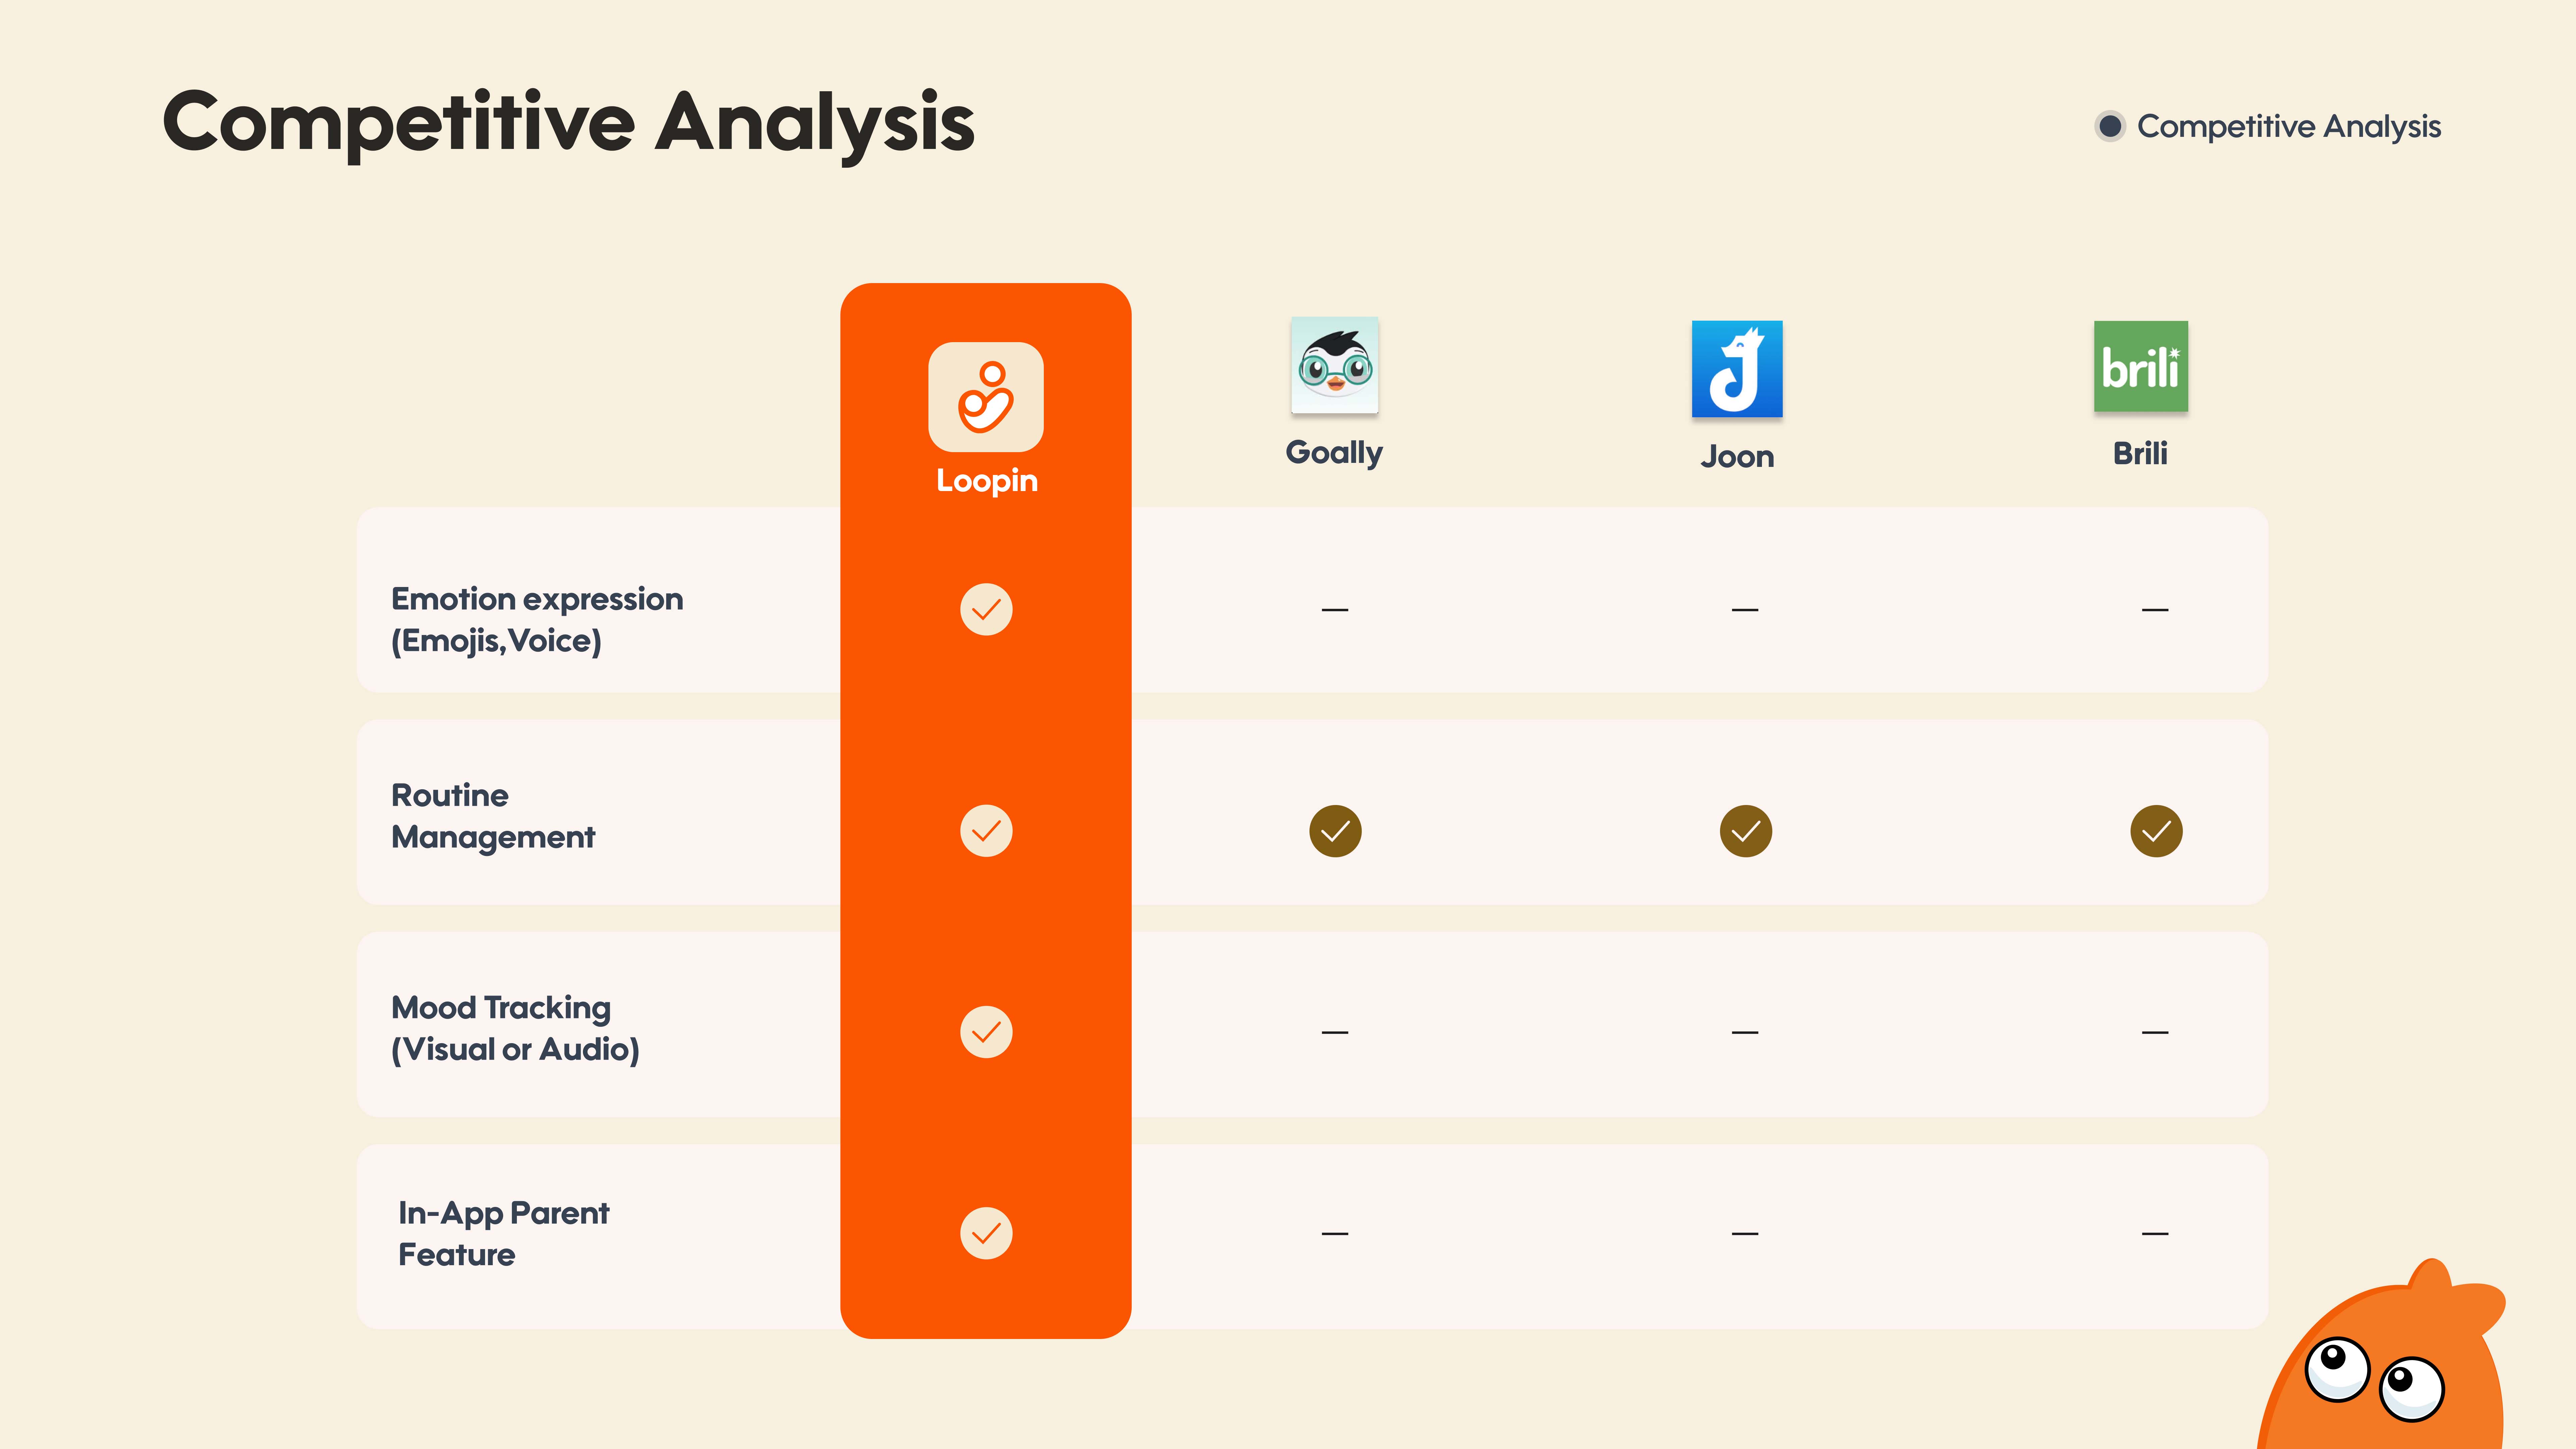 Competitive Analysis
Competitive Analysis
brili
Loopin
Goally
Joon
Brili
Emotion expression
(Emojis,Voice)
Routine
Management
Mood Tracking
(Visual or Audio)
In-App Parent
Feature